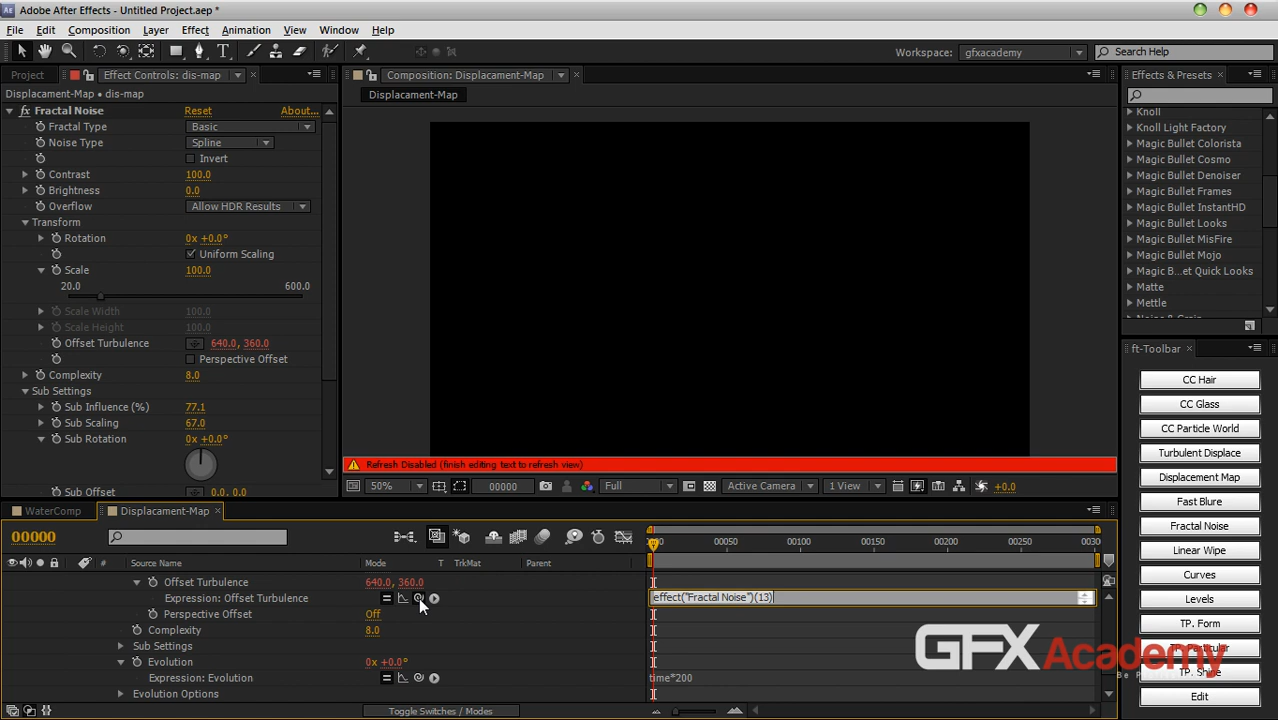 Adobe After Effects - Untitled Project.aep *
File Edit Composition Layer Effect Animation View Window Help
Workspace: gfxacademy Search Help
Project Effect Controls: dis-map
Displacament-Map • dis-map
Fractal Noise Reset About...
Fractal Type Basic
Noise Type Spline
Invert
Contrast 100.0
Brightness 0.0
Overflow Allow HDR Results
Transform
Rotation 0x +0.0°
Uniform Scaling
Scale 100.0
20.0 600.0
Scale Width 100.0
Scale Height 100.0
Offset Turbulence 640.0, 360.0
Perspective Offset
Complexity 8.0
Sub Settings
Sub Influence (%) 77.1
Sub Scaling 67.0
Sub Rotation 0x +0.0°
Sub Offset 0.0, 0.0
Composition: Displacament-Map
Displacament-Map
Refresh Disabled (finish editing text to refresh view)
50% 00000 Full Active Camera 1 View +0.0
Effects & Presets
Knoll
Knoll Light Factory
Magic Bullet Colorista
Magic Bullet Cosmo
Magic Bullet Denoiser
Magic Bullet Frames
Magic Bullet InstantHD
Magic Bullet Looks
Magic Bullet MisFire
Magic Bullet Mojo
Magic B...et Quick Looks
Matte
Mettle
Noise & Grain
ft-Toolbar
CC Hair
CC Glass
CC Particle World
Turbulent Displace
Displacement Map
Fast Blure
Fractal Noise
Linear Wipe
Curves
Levels
TP. Form
TP. Particular
TP. Shine
Edit
WaterComp Displacament-Map
00000
Source Name Mode T TrkMat Parent
00050 00100 00150 00200 00250
Offset Turbulence 640.0, 360.0
Expression: Offset Turbulence effect("Fractal Noise")(13)
Perspective Offset Off
Complexity 8.0
Sub Settings
Evolution 0x +0.0°
Expression: Evolution time*200
Evolution Options
Toggle Switches / Modes
GFXAcademy